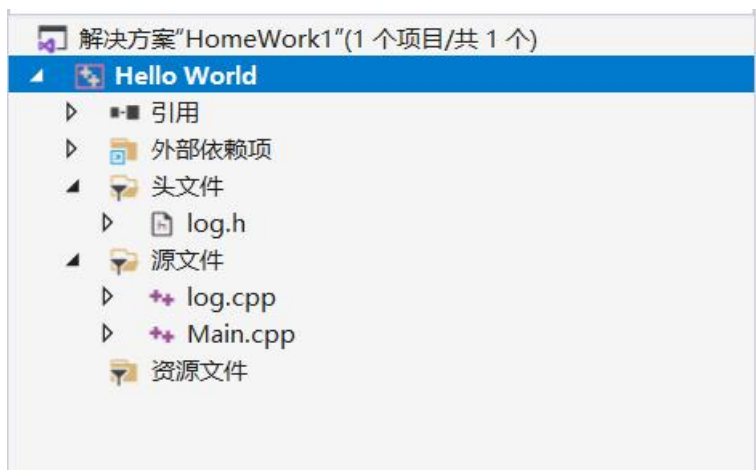 解决方案"HomeWork1"(1 个项目/共 1 个)
Hello World
引用
外部依赖项
头文件
log.h
源文件
log.cpp
Main.cpp
资源文件